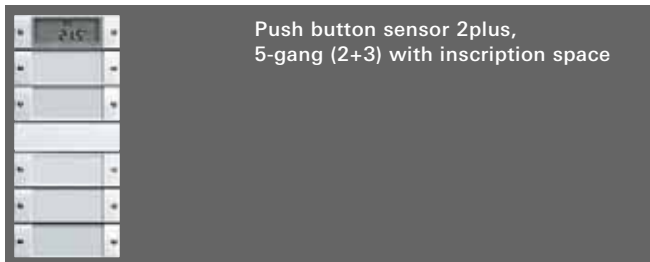 Push button sensor 2plus,
5-gang (2+3) with inscription space